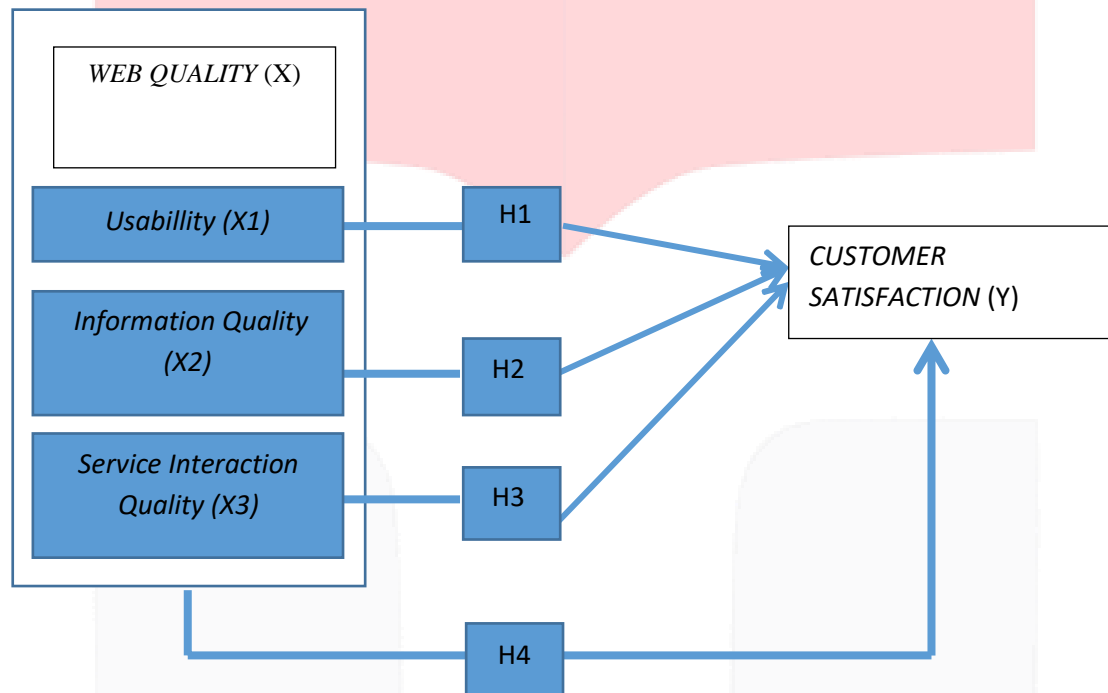 WEB QUALITY (X)
Usabillity (X1)
H1
CUSTOMER
SATISFACTION (Y)
Information Quality
(X2)
H2
Service Interaction
Quality (X3)
H3
H4